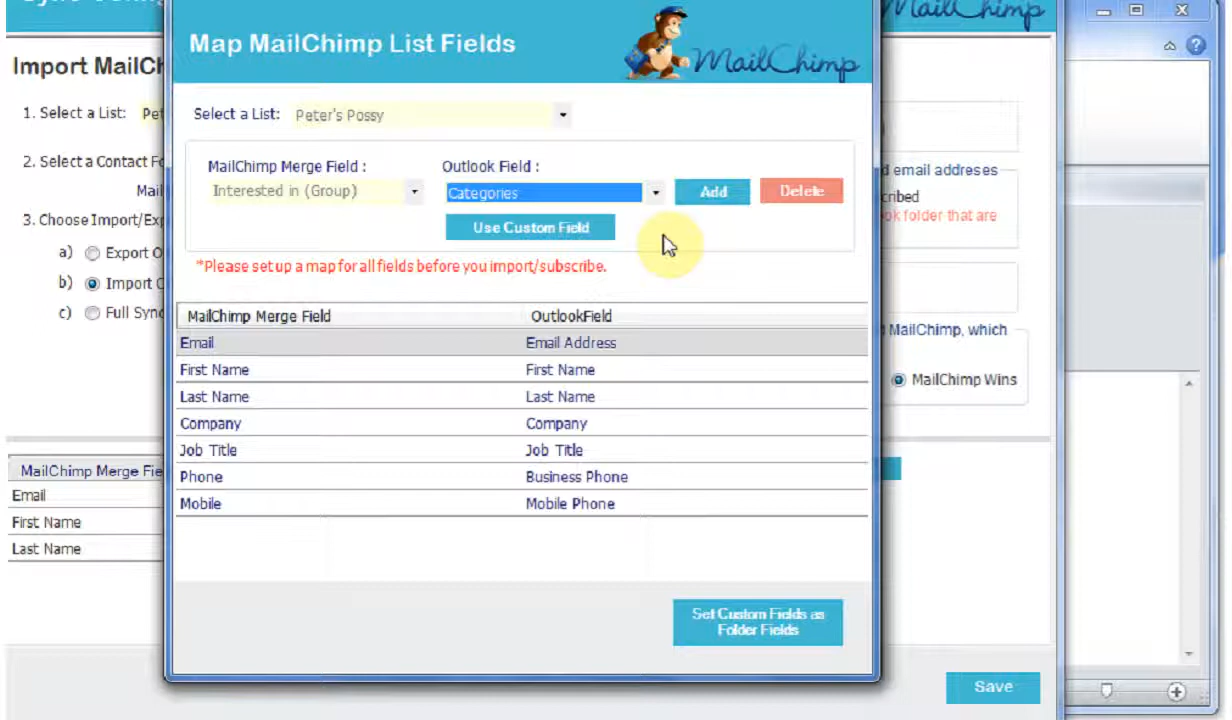 Map MailChimp List Fields
MailChimp
MailChimp
Import MailCh
1. Select a List: Pet
2. Select a Contact Fo
Mail
3. Choose Import/Exp
a) Export O
b) Import C
c) Full Sync
Select a List: Peter's Possy
MailChimp Merge Field : Outlook Field :
Interested in (Group) Categories Add Delete
Use Custom Field
*Please set up a map for all fields before you import/subscribe.
MailChimp Merge Field OutlookField
Email Email Address
First Name First Name
Last Name Last Name
Company Company
Job Title Job Title
Phone Business Phone
Mobile Mobile Phone
Set Custom Fields as
Folder Fields
d email addreses
cribed
ok folder that are
MailChimp, which
MailChimp Wins
MailChimp Merge Fie
Email
First Name
Last Name
Save